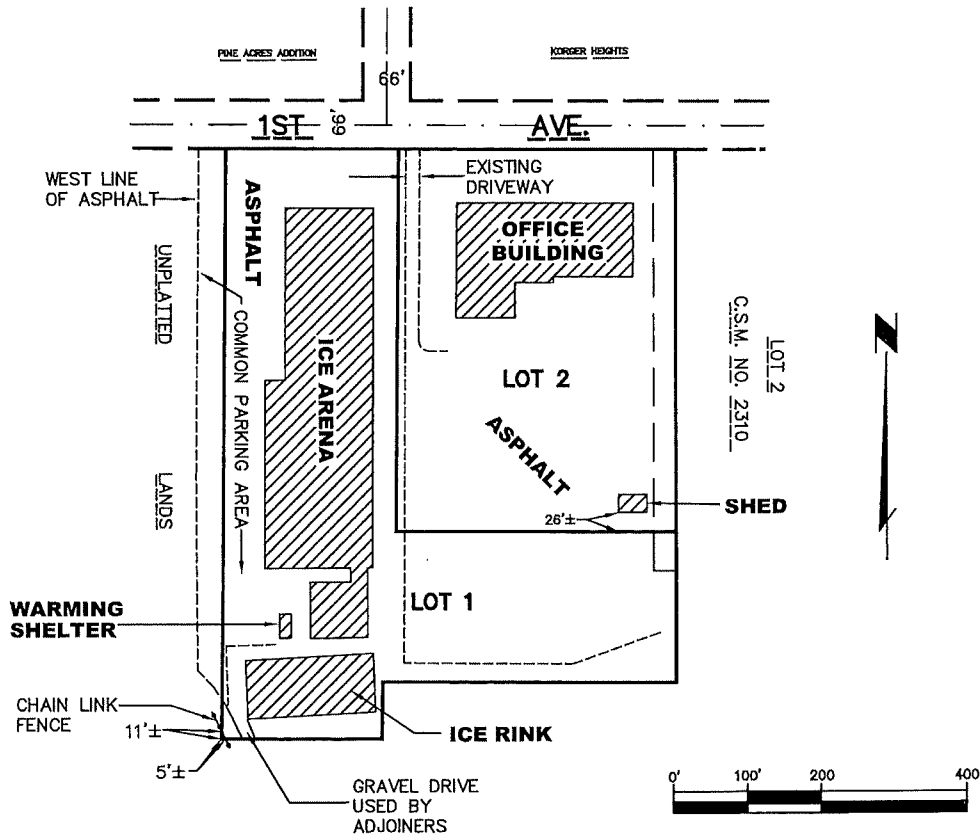 PINE ACRES ADDITION
KORGER HEIGHTS
66'
1ST
66'
AVE.
WEST LINE
OF ASPHALT
ASPHALT
EXISTING
DRIVEWAY
OFFICE
BUILDING
UNPLATTED
LANDS
COMMON PARKING AREA
ICE ARENA
LOT 2
ASPHALT
LOT 2
C.S.M. NO. 2310
SHED
26'±
LOT 1
WARMING
SHELTER
CHAIN LINK
FENCE
11'±
5'±
ICE RINK
GRAVEL DRIVE
USED BY
ADJOINERS
N
0' 100' 200' 400'